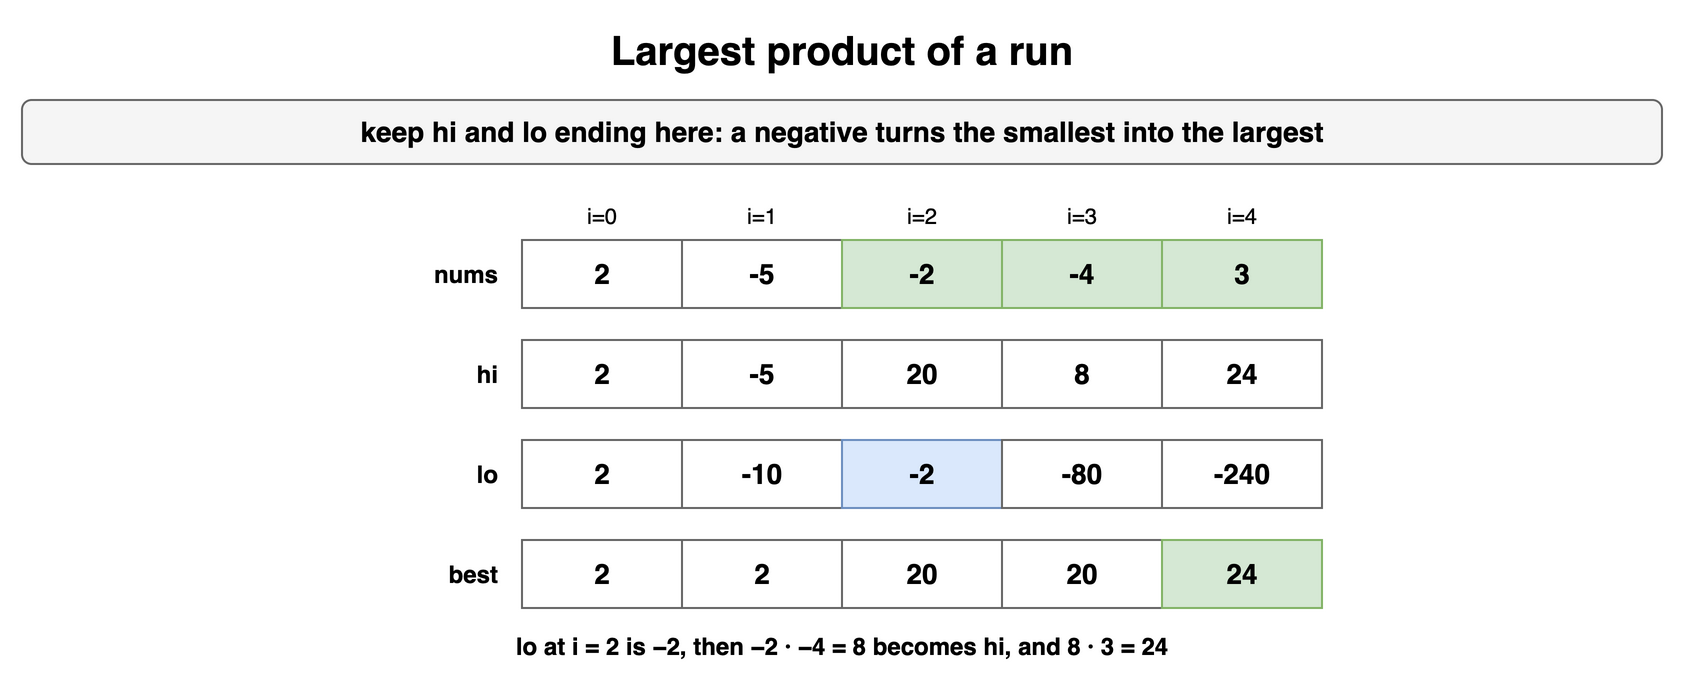 Largest product of a run
keep hi and lo ending here: a negative turns the smallest into the largest
i=0 i=1 i=2 i=3 i=4
nums 2 -5 -2 -4 3
hi 2 -5 20 8 24
lo 2 -10 -2 -80 -240
best 2 2 20 20 24
lo at i = 2 is −2, then −2 · −4 = 8 becomes hi, and 8 · 3 = 24